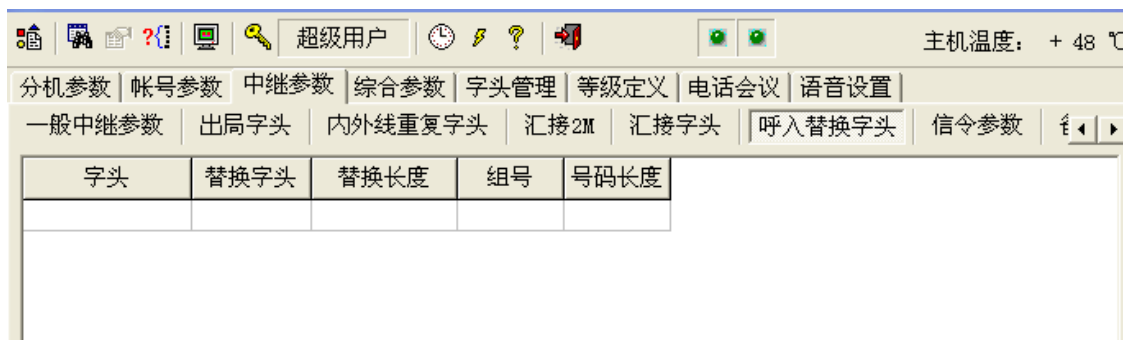 超级用户 主机温度: + 48 ℃
分机参数 帐号参数 中继参数 综合参数 字头管理 等级定义 电话会议 语音设置
一般中继参数 出局字头 内外线重复字头 汇接2M 汇接字头 呼入替换字头 信令参数
字头 替换字头 替换长度 组号 号码长度